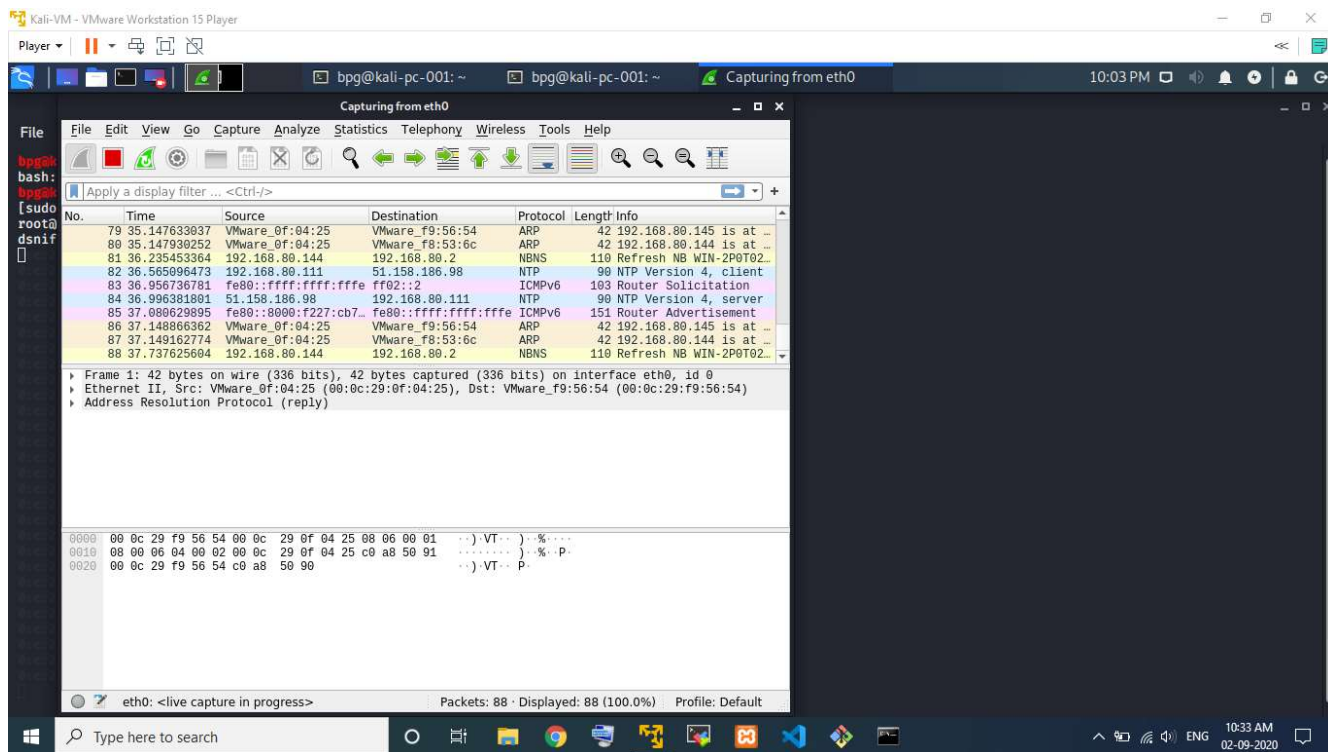 Kali-VM - VMware Workstation 15 Player
Player
bpg@kali-pc-001: ~ bpg@kali-pc-001: ~ Capturing from eth0 10:03 PM
Capturing from eth0
File
bpg@k
bash:
bpg@k
[sudo
root@
dsnif
File Edit View Go Capture Analyze Statistics Telephony Wireless Tools Help
Apply a display filter ... <Ctrl-/>
No. Time Source Destination Protocol Length Info
79 35.147633037 VMware_0f:04:25 VMware_f9:56:54 ARP 42 192.168.80.145 is at …
80 35.147930252 VMware_0f:04:25 VMware_f8:53:6c ARP 42 192.168.80.144 is at …
81 36.235453364 192.168.80.144 192.168.80.2 NBNS 110 Refresh NB WIN-2P0T02…
82 36.565096473 192.168.80.111 51.158.186.98 NTP 90 NTP Version 4, client
83 36.956736781 fe80::ffff:ffff:fffe ff02::2 ICMPv6 103 Router Solicitation
84 36.996381801 51.158.186.98 192.168.80.111 NTP 90 NTP Version 4, server
85 37.080629895 fe80::8000:f227:cb7… fe80::ffff:ffff:fffe ICMPv6 151 Router Advertisement
86 37.148866362 VMware_0f:04:25 VMware_f9:56:54 ARP 42 192.168.80.145 is at …
87 37.149162774 VMware_0f:04:25 VMware_f8:53:6c ARP 42 192.168.80.144 is at …
88 37.737625604 192.168.80.144 192.168.80.2 NBNS 110 Refresh NB WIN-2P0T02…
Frame 1: 42 bytes on wire (336 bits), 42 bytes captured (336 bits) on interface eth0, id 0
Ethernet II, Src: VMware_0f:04:25 (00:0c:29:0f:04:25), Dst: VMware_f9:56:54 (00:0c:29:f9:56:54)
Address Resolution Protocol (reply)
0000 00 0c 29 f9 56 54 00 0c 29 0f 04 25 08 06 00 01 ··)·VT·· )··%····
0010 08 00 06 04 00 02 00 0c 29 0f 04 25 c0 a8 50 91 ········ )··%··P·
0020 00 0c 29 f9 56 54 c0 a8 50 90 ··)·VT·· P·
eth0: <live capture in progress> Packets: 88 · Displayed: 88 (100.0%) Profile: Default
Type here to search
ENG
10:33 AM
02-09-2020